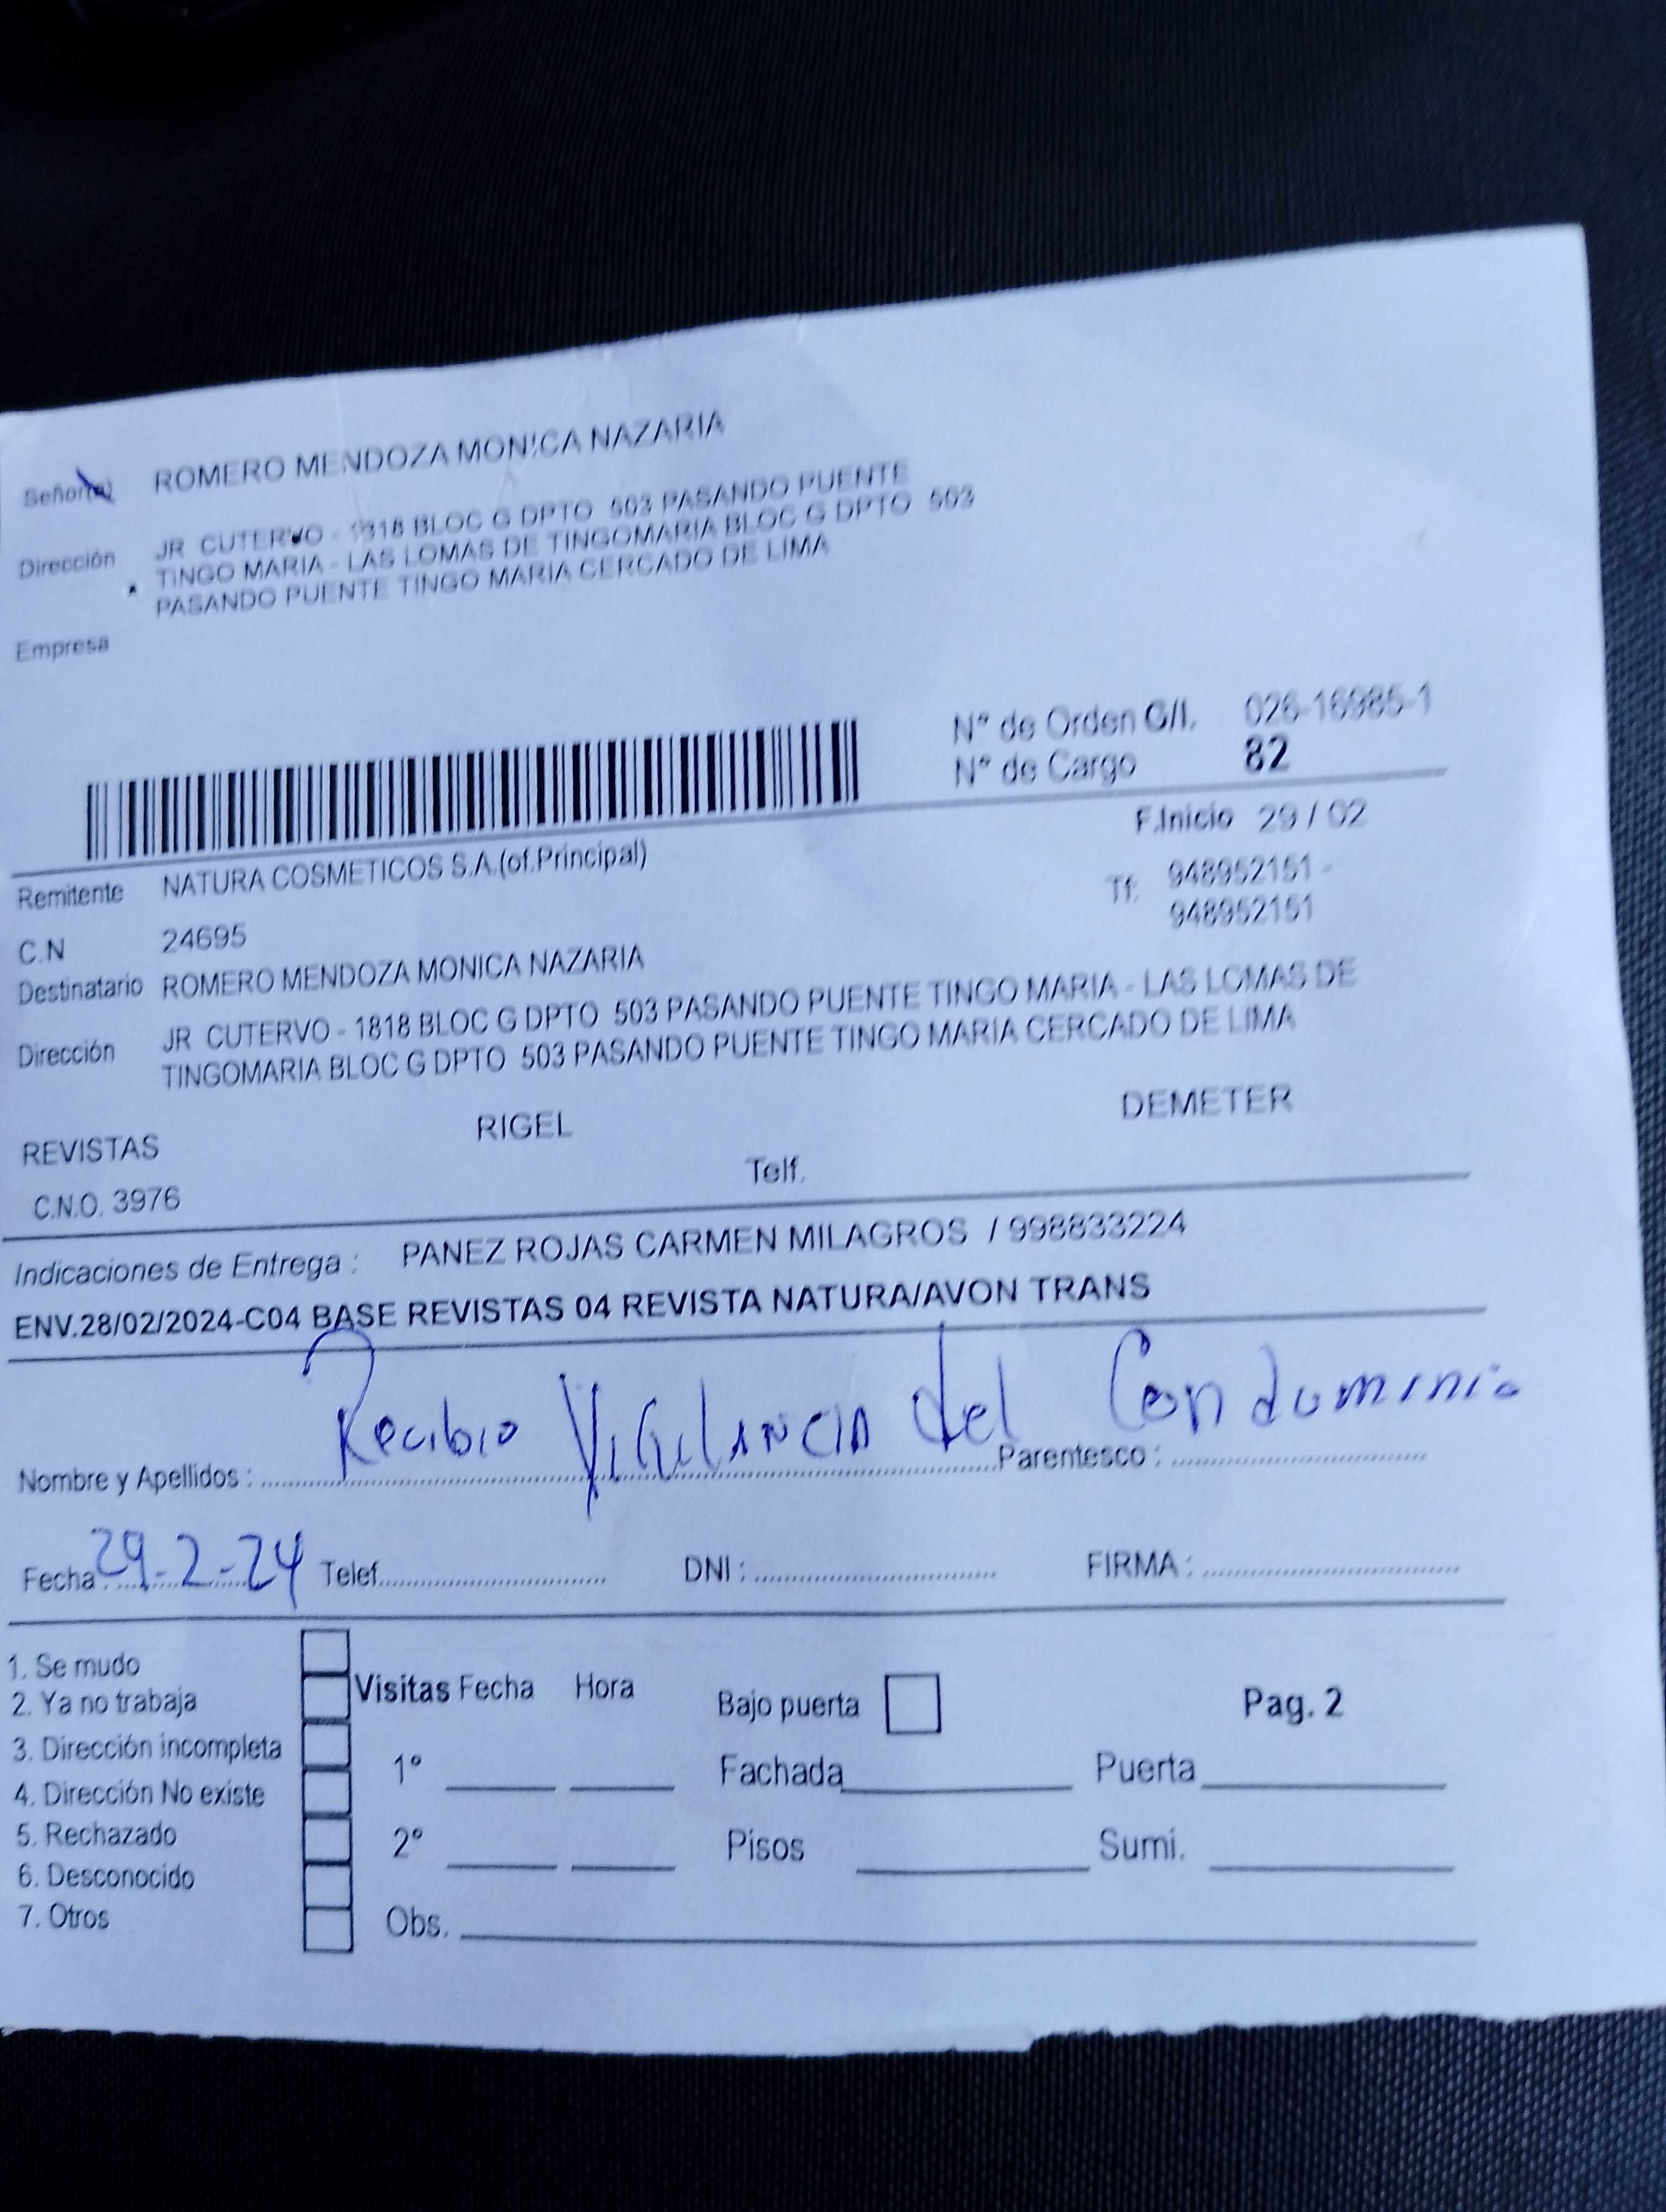 Señor(a) ROMERO MENDOZA MONICA NAZARIA
Dirección JR CUTERVO - 1818 BLOC G DPTO 503 PASANDO PUENTE
TINGO MARIA - LAS LOMAS DE TINGOMARIA BLOC G DPTO 503
PASANDO PUENTE TINGO MARIA CERCADO DE LIMA
Empresa
N° de Orden G/I. 026-16985-1
N° de Cargo 82
F.Inicio 29 / 02
Remitente NATURA COSMETICOS S.A.(of.Principal)
Tf. 948952151 -
948952151
C.N 24695
Destinatario ROMERO MENDOZA MONICA NAZARIA
Dirección JR CUTERVO - 1818 BLOC G DPTO 503 PASANDO PUENTE TINGO MARIA - LAS LOMAS DE
TINGOMARIA BLOC G DPTO 503 PASANDO PUENTE TINGO MARIA CERCADO DE LIMA
REVISTAS RIGEL DEMETER
C.N.O. 3976 Telf.
Indicaciones de Entrega : PANEZ ROJAS CARMEN MILAGROS / 998833224
ENV.28/02/2024-C04 BASE REVISTAS 04 REVISTA NATURA/AVON TRANS
Recibio Vigilancia del Condominio
Nombre y Apellidos : Parentesco :
Fecha : 29-2-24 Telef. DNI : FIRMA :
1. Se mudo
2. Ya no trabaja
3. Dirección incompleta
4. Dirección No existe
5. Rechazado
6. Desconocido
7. Otros
Visitas Fecha Hora
1°
2°
Obs.
Bajo puerta Pag. 2
Fachada Puerta
Pisos Sumi.